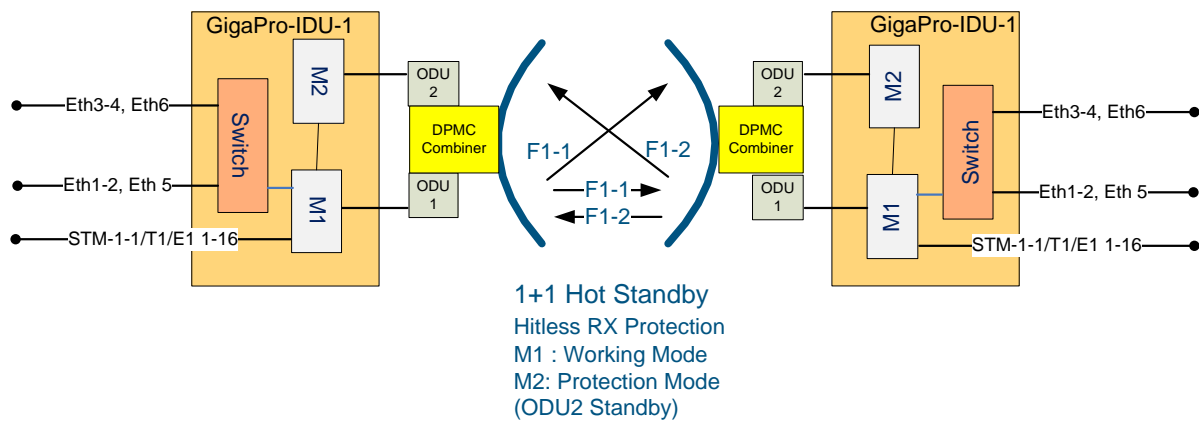 GigaPro-IDU-1
GigaPro-IDU-1
M2
ODU
2
ODU
2
M2
Eth3-4, Eth6
Switch
DPMC
Combiner
F1-1
F1-2
DPMC
Combiner
Switch
Eth3-4, Eth6
Eth1-2, Eth 5
M1
ODU
1
F1-1
F1-2
ODU
1
M1
Eth1-2, Eth 5
STM-1-1/T1/E1 1-16
STM-1-1/T1/E1 1-16
1+1 Hot Standby
Hitless RX Protection
M1 : Working Mode
M2: Protection Mode
(ODU2 Standby)